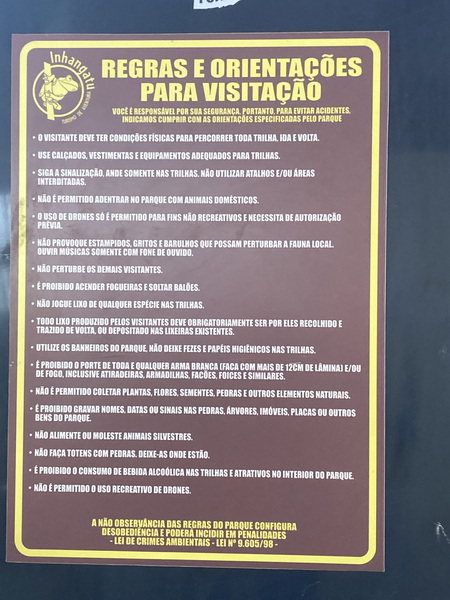 Inhangatú
TURISMO DE AVENTURA
REGRAS E ORIENTAÇÕES
PARA VISITAÇÃO
VOCÊ É RESPONSÁVEL POR SUA SEGURANÇA, PORTANTO, PARA EVITAR ACIDENTES,
INDICAMOS CUMPRIR COM AS ORIENTAÇÕES ESPECIFICADAS PELO PARQUE
• O VISITANTE DEVE TER CONDIÇÕES FÍSICAS PARA PERCORRER TODA TRILHA, IDA E VOLTA.
• USE CALÇADOS, VESTIMENTAS E EQUIPAMENTOS ADEQUADOS PARA TRILHAS.
• SIGA A SINALIZAÇÃO, ANDE SOMENTE NAS TRILHAS. NÃO UTILIZAR ATALHOS E/OU ÁREAS
INTERDITADAS.
• NÃO É PERMITIDO ADENTRAR NO PARQUE COM ANIMAIS DOMÉSTICOS.
• O USO DE DRONES SÓ É PERMITIDO PARA FINS NÃO RECREATIVOS E NECESSITA DE AUTORIZAÇÃO
PRÉVIA.
• NÃO PROVOQUE ESTAMPIDOS, GRITOS E BARULHOS QUE POSSAM PERTURBAR A FAUNA LOCAL.
OUVIR MÚSICAS SOMENTE COM FONE DE OUVIDO.
• NÃO PERTURBE OS DEMAIS VISITANTES.
• É PROIBIDO ACENDER FOGUEIRAS E SOLTAR BALÕES.
• NÃO JOGUE LIXO DE QUALQUER ESPÉCIE NAS TRILHAS.
• TODO LIXO PRODUZIDO PELOS VISITANTES DEVE OBRIGATORIAMENTE SER POR ELES RECOLHIDO E
TRAZIDO DE VOLTA, OU DEPOSITADO NAS LIXEIRAS EXISTENTES.
• UTILIZE OS BANHEIROS DO PARQUE, NÃO DEIXE FEZES E PAPÉIS HIGIÊNICOS NAS TRILHAS.
• É PROIBIDO O PORTE DE TODA E QUALQUER ARMA BRANCA (FACA COM MAIS DE 12CM DE LÂMINA) E/OU
DE FOGO, INCLUSIVE ATIRADEIRAS, ARMADILHAS, FACÕES, FOICES E SIMILARES.
• NÃO É PERMITIDO COLETAR PLANTAS, FLORES, SEMENTES, PEDRAS E OUTROS ELEMENTOS NATURAIS.
• É PROIBIDO GRAVAR NOMES, DATAS OU SINAIS NAS PEDRAS, ÁRVORES, IMÓVEIS, PLACAS OU OUTROS
BENS DO PARQUE.
• NÃO ALIMENTE OU MOLESTE ANIMAIS SILVESTRES.
• NÃO FAÇA TOTENS COM PEDRAS. DEIXE-AS ONDE ESTÃO.
• É PROIBIDO O CONSUMO DE BEBIDA ALCOÓLICA NAS TRILHAS E ATRATIVOS NO INTERIOR DO PARQUE.
• NÃO É PERMITIDO O USO RECREATIVO DE DRONES.
A NÃO OBSERVÂNCIA DAS REGRAS DO PARQUE CONFIGURA
DESOBEDIÊNCIA E PODERÁ INCIDIR EM PENALIDADES
- LEI DE CRIMES AMBIENTAIS - LEI Nº 9.605/98 -